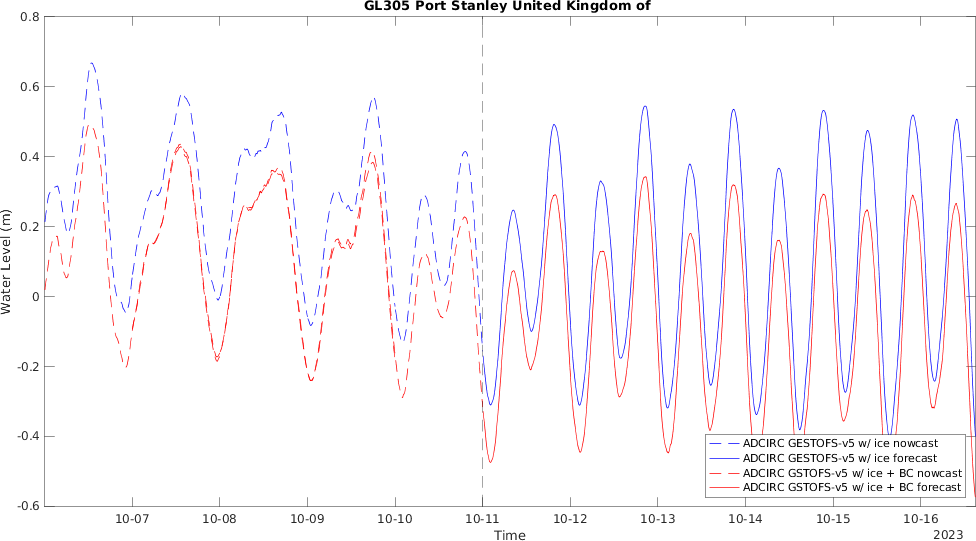 GL305 Port Stanley United Kingdom of
Water Level (m)
0.8
0.6
0.4
0.2
0
-0.2
-0.4
-0.6
10-07 10-08 10-09 10-10 10-11 10-12 10-13 10-14 10-15 10-16
Time
2023
ADCIRC GESTOFS-v5 w/ ice nowcast
ADCIRC GESTOFS-v5 w/ ice forecast
ADCIRC GSTOFS-v5 w/ ice + BC nowcast
ADCIRC GSTOFS-v5 w/ ice + BC forecast